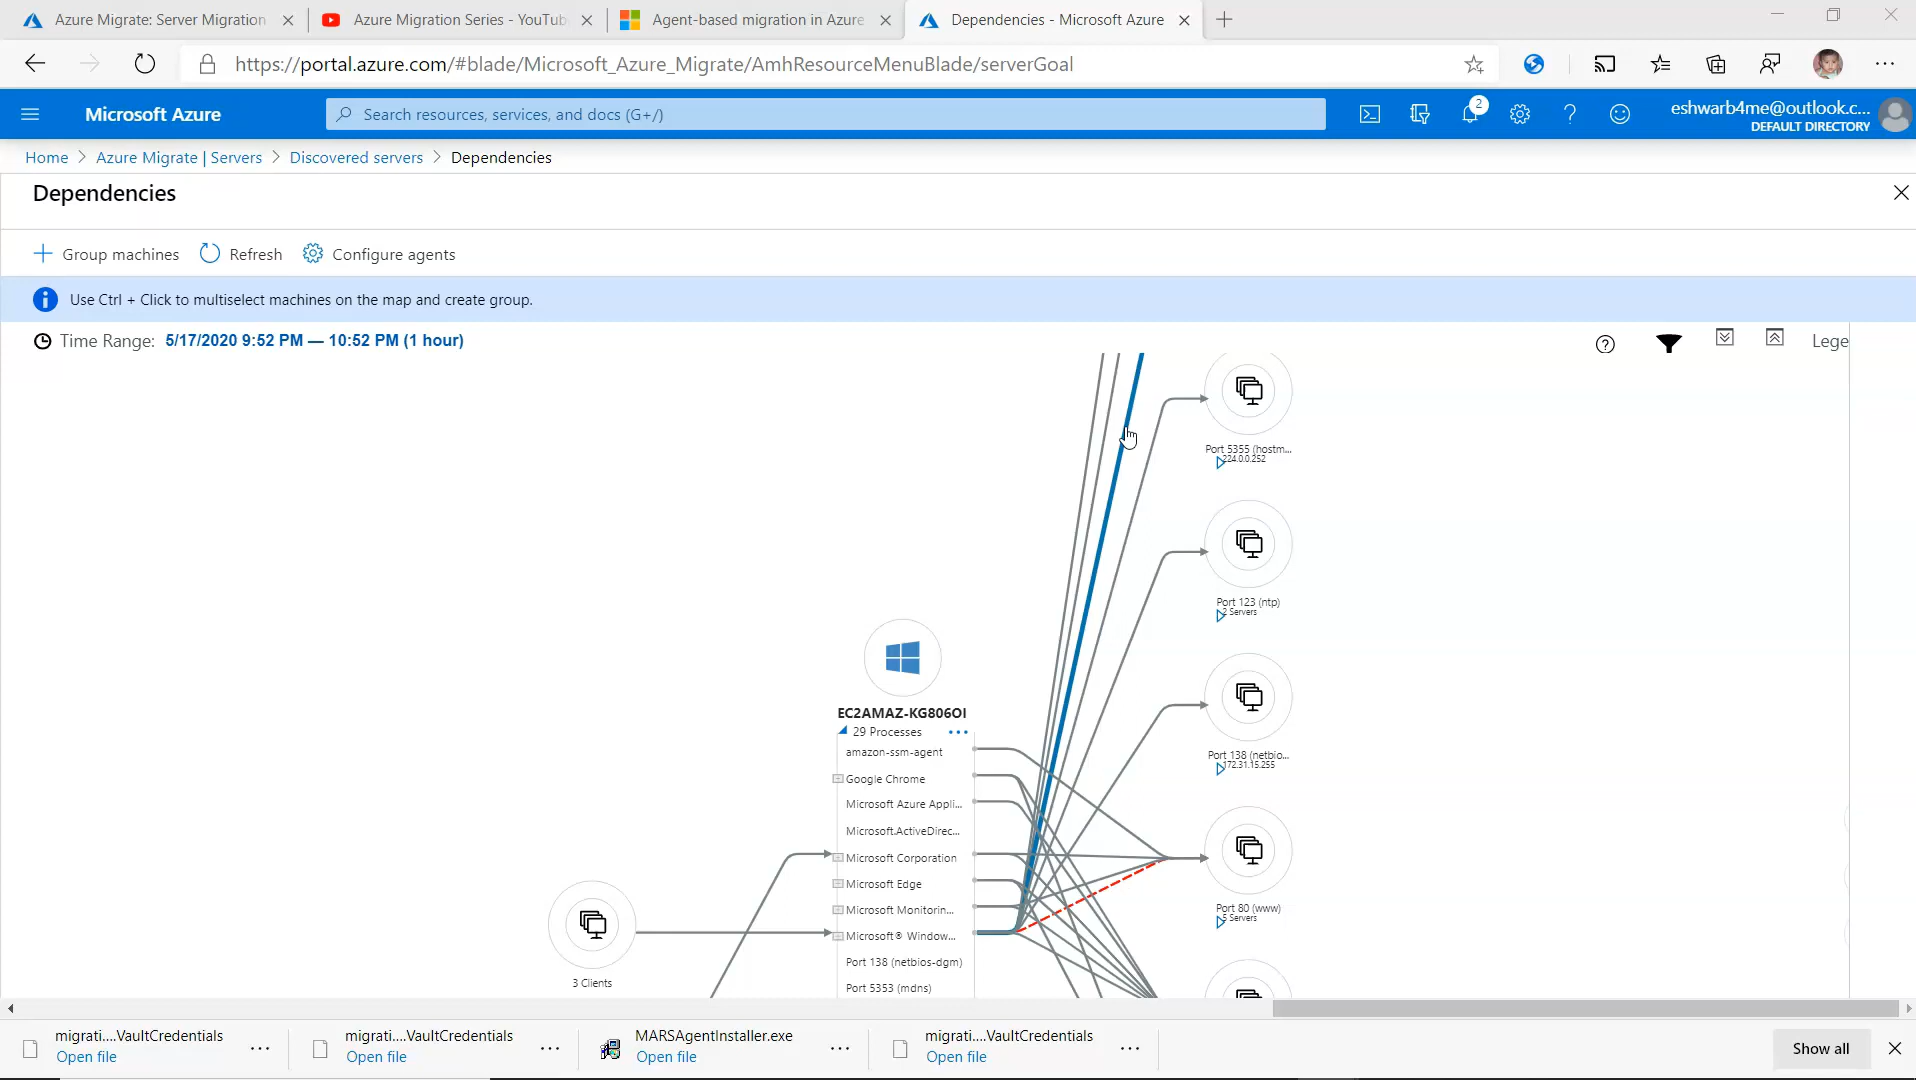 Azure Migrate: Server Migration
Azure Migration Series - YouTub
Agent-based migration in Azure
Dependencies - Microsoft Azure
https://portal.azure.com/#blade/Microsoft_Azure_Migrate/AmhResourceMenuBlade/serverGoal
Microsoft Azure
Search resources, services, and docs (G+/)
2
eshwarb4me@outlook.c...
DEFAULT DIRECTORY
Home > Azure Migrate | Servers > Discovered servers > Dependencies
Dependencies
Group machines
Refresh
Configure agents
Use Ctrl + Click to multiselect machines on the map and create group.
Time Range: 5/17/2020 9:52 PM — 10:52 PM (1 hour)
Lege
Port 5355 (hostm...
224.0.0.252
Port 123 (ntp)
2 Servers
Port 138 (netbio...
172.31.15.255
Port 80 (www)
5 Servers
EC2AMAZ-KG806OI
29 Processes
amazon-ssm-agent
Google Chrome
Microsoft Azure Appli...
Microsoft.ActiveDirec...
Microsoft Corporation
Microsoft Edge
Microsoft Monitorin...
Microsoft® Window...
Port 138 (netbios-dgm)
Port 5353 (mdns)
3 Clients
migrati....VaultCredentials
Open file
migrati....VaultCredentials
Open file
MARSAgentInstaller.exe
Open file
migrati....VaultCredentials
Open file
Show all